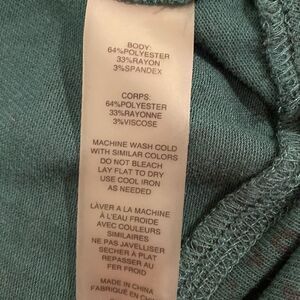 BODY:
64%POLYESTER
33%RAYON
3%SPANDEX
CORPS:
64%POLYESTER
33%RAYONNE
3%VISCOSE
MACHINE WASH COLD
WITH SIMILAR COLORS
DO NOT BLEACH
LAY FLAT TO DRY
USE COOL IRON
AS NEEDED
LAVER A LA MACHINE
À L'EAU FROIDE
AVEC COULEURS
SIMILAIRES
NE PAS JAVELLISER
SECHER À PLAT
REPASSER AU
FER FROID
MADE IN CHINA
FABRIQUÉ EN CHINE